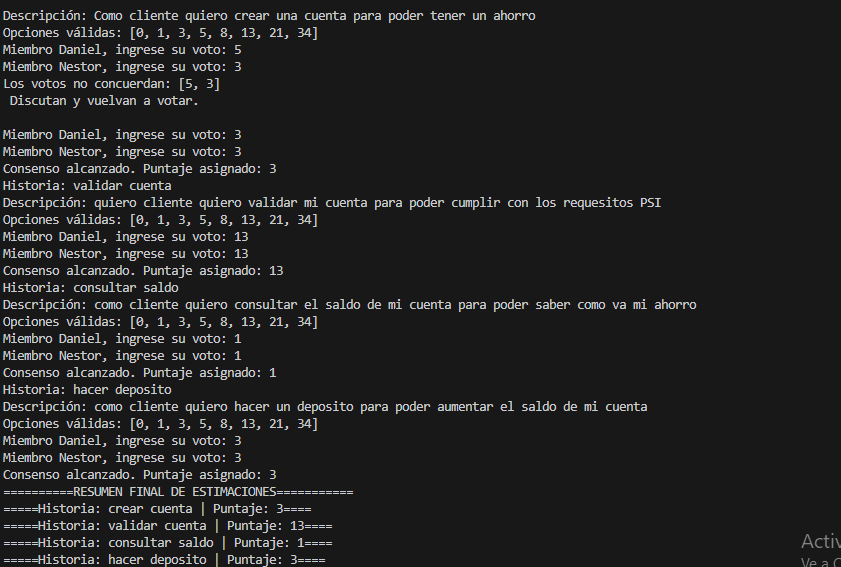 Descripción: Como cliente quiero crear una cuenta para poder tener un ahorro
Opciones válidas: [0, 1, 3, 5, 8, 13, 21, 34]
Miembro Daniel, ingrese su voto: 5
Miembro Nestor, ingrese su voto: 3
Los votos no concuerdan: [5, 3]
 Discutan y vuelvan a votar.

Miembro Daniel, ingrese su voto: 3
Miembro Nestor, ingrese su voto: 3
Consenso alcanzado. Puntaje asignado: 3
Historia: validar cuenta
Descripción: quiero cliente quiero validar mi cuenta para poder cumplir con los requesitos PSI
Opciones válidas: [0, 1, 3, 5, 8, 13, 21, 34]
Miembro Daniel, ingrese su voto: 13
Miembro Nestor, ingrese su voto: 13
Consenso alcanzado. Puntaje asignado: 13
Historia: consultar saldo
Descripción: como cliente quiero consultar el saldo de mi cuenta para poder saber como va mi ahorro
Opciones válidas: [0, 1, 3, 5, 8, 13, 21, 34]
Miembro Daniel, ingrese su voto: 1
Miembro Nestor, ingrese su voto: 1
Consenso alcanzado. Puntaje asignado: 1
Historia: hacer deposito
Descripción: como cliente quiero hacer un deposito para poder aumentar el saldo de mi cuenta
Opciones válidas: [0, 1, 3, 5, 8, 13, 21, 34]
Miembro Daniel, ingrese su voto: 3
Miembro Nestor, ingrese su voto: 3
Consenso alcanzado. Puntaje asignado: 3
==========RESUMEN FINAL DE ESTIMACIONES===========
=====Historia: crear cuenta | Puntaje: 3====
=====Historia: validar cuenta | Puntaje: 13====
=====Historia: consultar saldo | Puntaje: 1====
=====Historia: hacer deposito | Puntaje: 3====
Activ
Ve a C